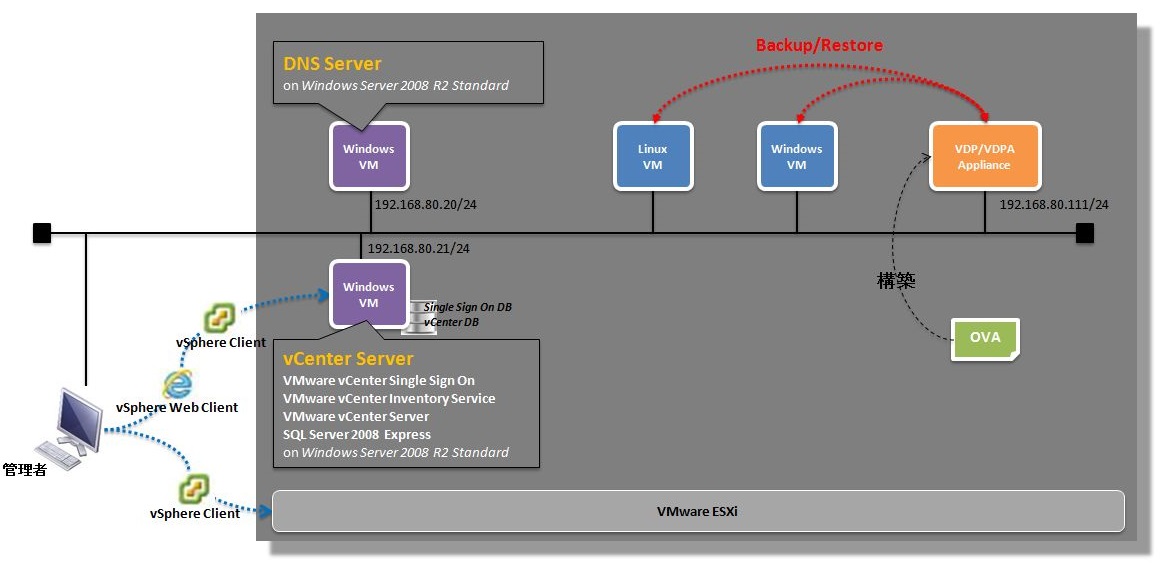 Backup/Restore
DNS Server
on Windows Server 2008 R2 Standard
Windows
VM
Linux
VM
Windows
VM
VDP/VDPA
Appliance
192.168.80.20/24
192.168.80.111/24
192.168.80.21/24
Windows
VM
Single Sign On DB
vCenter DB
構築
OVA
vSphere Client
vSphere Web Client
vCenter Server
VMware vCenter Single Sign On
VMware vCenter Inventory Service
VMware vCenter Server
SQL Server 2008 Express
on Windows Server 2008 R2 Standard
管理者
vSphere Client
VMware ESXi